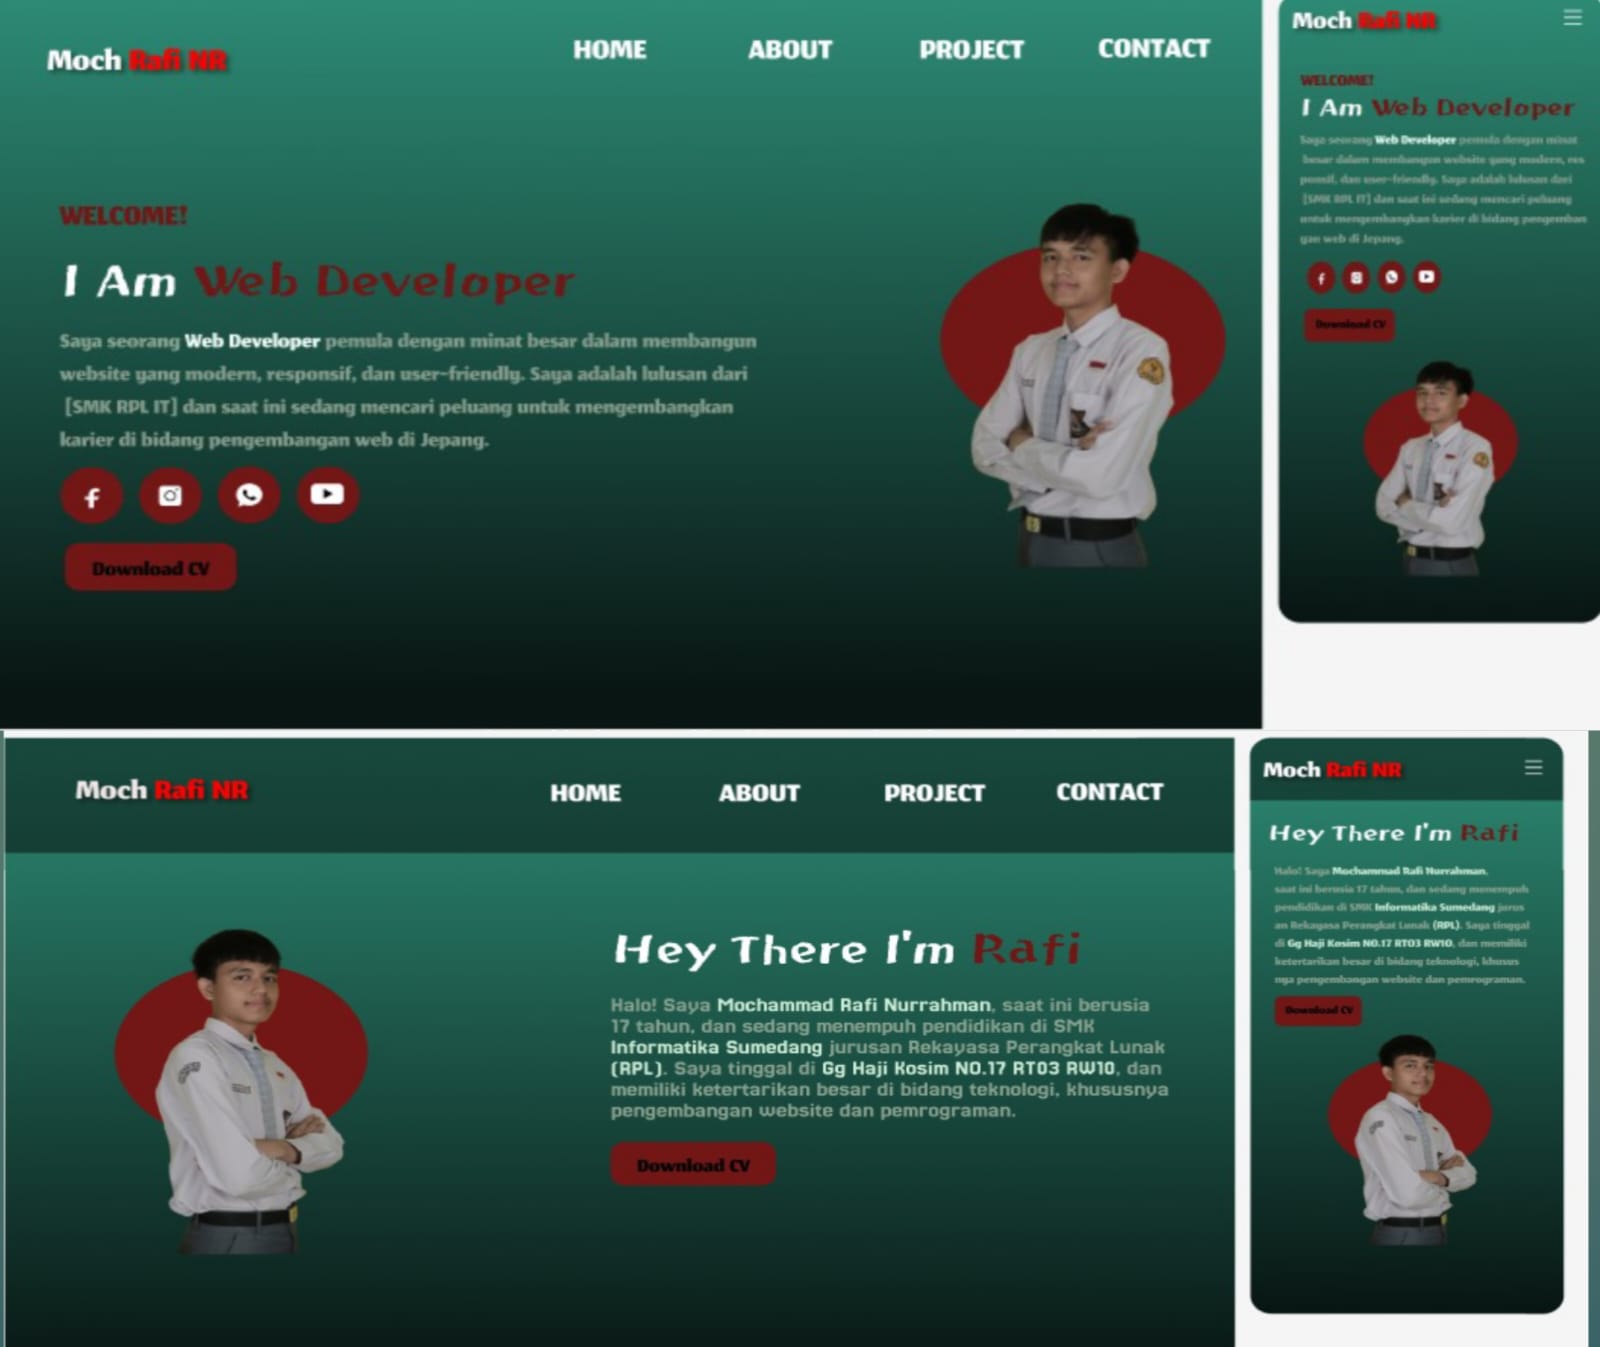 Moch Rafi NR
HOME ABOUT PROJECT CONTACT
WELCOME!
I Am Web Developer
Saya seorang Web Developer pemula dengan minat besar dalam membangun
website yang modern, responsif, dan user-friendly. Saya adalah lulusan dari
[SMK RPL IT] dan saat ini sedang mencari peluang untuk mengembangkan
karier di bidang pengembangan web di Jepang.
Download CV
Moch Rafi NR
WELCOME!
I Am Web Developer
Saya seorang Web Developer pemula dengan minat
besar dalam membangun website yang modern, res
ponsif, dan user-friendly. Saya adalah lulusan dari
[SMK RPL IT] dan saat ini sedang mencari peluang
untuk mengembangkan karier di bidang pengemban
gan web di Jepang.
Download CV
Moch Rafi NR
HOME ABOUT PROJECT CONTACT
Hey There I'm Rafi
Halo! Saya Mochammad Rafi Nurrahman, saat ini berusia
17 tahun, dan sedang menempuh pendidikan di SMK
Informatika Sumedang jurusan Rekayasa Perangkat Lunak
(RPL). Saya tinggal di Gg Haji Kosim NO.17 RT03 RW10, dan
memiliki ketertarikan besar di bidang teknologi, khususnya
pengembangan website dan pemrograman.
Download CV
Moch Rafi NR
Hey There I'm Rafi
Halo! Saya Mochammad Rafi Nurrahman,
saat ini berusia 17 tahun, dan sedang menempuh
pendidikan di SMK Informatika Sumedang jurus
an Rekayasa Perangkat Lunak (RPL). Saya tinggal
di Gg Haji Kosim NO.17 RT03 RW10, dan memiliki
ketertarikan besar di bidang teknologi, khusus
nya pengembangan website dan pemrograman.
Download CV